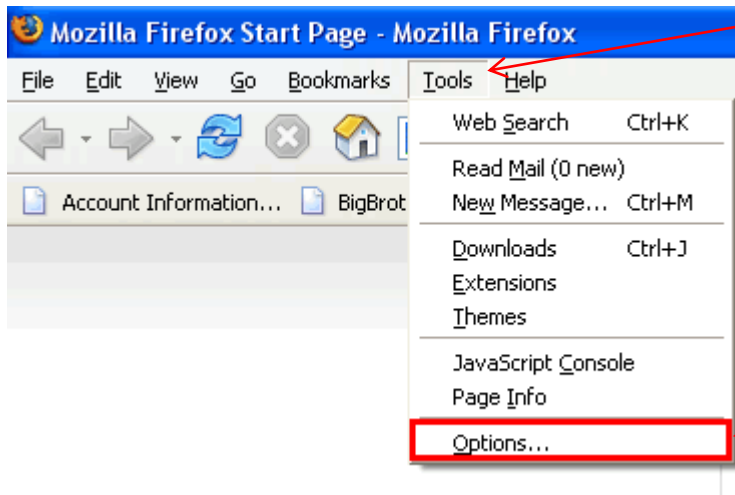 Mozilla Firefox Start Page - Mozilla Firefox
File Edit View Go Bookmarks Tools Help
Web Search Ctrl+K
Read Mail (0 new)
New Message... Ctrl+M
Account Information... BigBrot
Downloads Ctrl+J
Extensions
Themes
JavaScript Console
Page Info
Options...